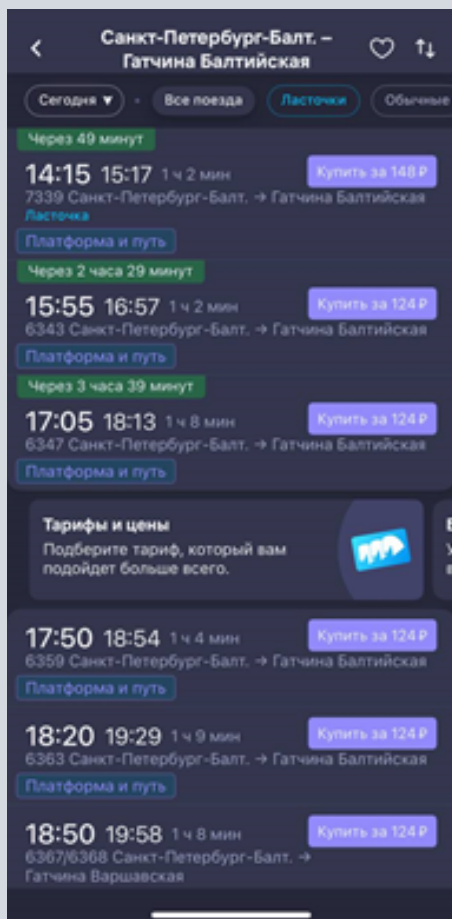 Санкт-Петербург-Балт. –
Гатчина Балтийская
Сегодня ▼
Все поезда
Ласточки
Обычные
Через 49 минут
14:15 15:17 1 ч 2 мин Купить за 148 ₽
7339 Санкт-Петербург-Балт. → Гатчина Балтийская
Ласточка
Платформа и путь
Через 2 часа 29 минут
15:55 16:57 1 ч 2 мин Купить за 124 ₽
6343 Санкт-Петербург-Балт. → Гатчина Балтийская
Платформа и путь
Через 3 часа 39 минут
17:05 18:13 1 ч 8 мин Купить за 124 ₽
6347 Санкт-Петербург-Балт. → Гатчина Балтийская
Платформа и путь
Тарифы и цены
Подберите тариф, который вам
подойдет больше всего.
17:50 18:54 1 ч 4 мин Купить за 124 ₽
6359 Санкт-Петербург-Балт. → Гатчина Балтийская
Платформа и путь
18:20 19:29 1 ч 9 мин Купить за 124 ₽
6363 Санкт-Петербург-Балт. → Гатчина Балтийская
Платформа и путь
18:50 19:58 1 ч 8 мин Купить за 124 ₽
6367/6368 Санкт-Петербург-Балт. →
Гатчина Варшавская